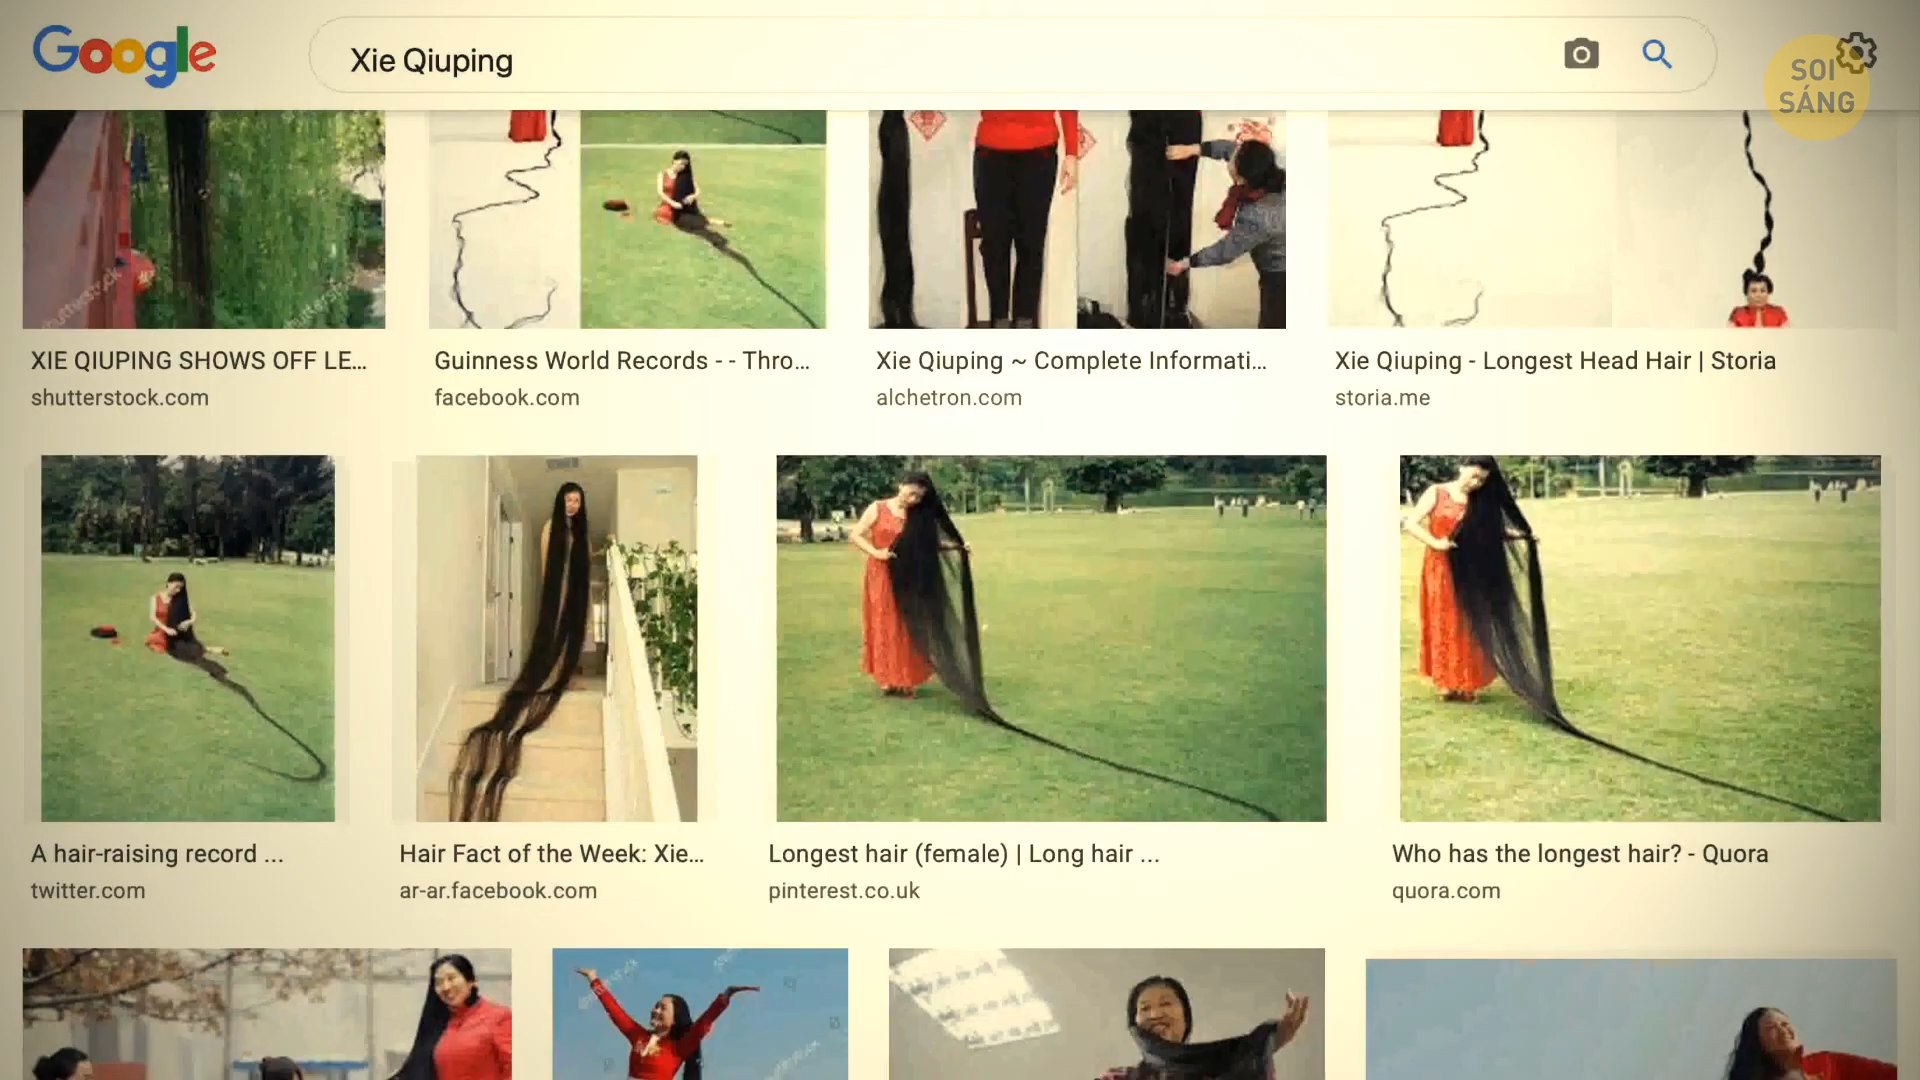 Google
Xie Qiuping
SOI
SÁNG
shutterstock
shutterstock
XIE QIUPING SHOWS OFF LE...
shutterstock.com
Guinness World Records - - Thro...
facebook.com
Xie Qiuping ~ Complete Informati...
alchetron.com
Xie Qiuping - Longest Head Hair | Storia
storia.me
A hair-raising record ...
twitter.com
Hair Fact of the Week: Xie...
ar-ar.facebook.com
Longest hair (female) | Long hair ...
pinterest.co.uk
Who has the longest hair? - Quora
quora.com